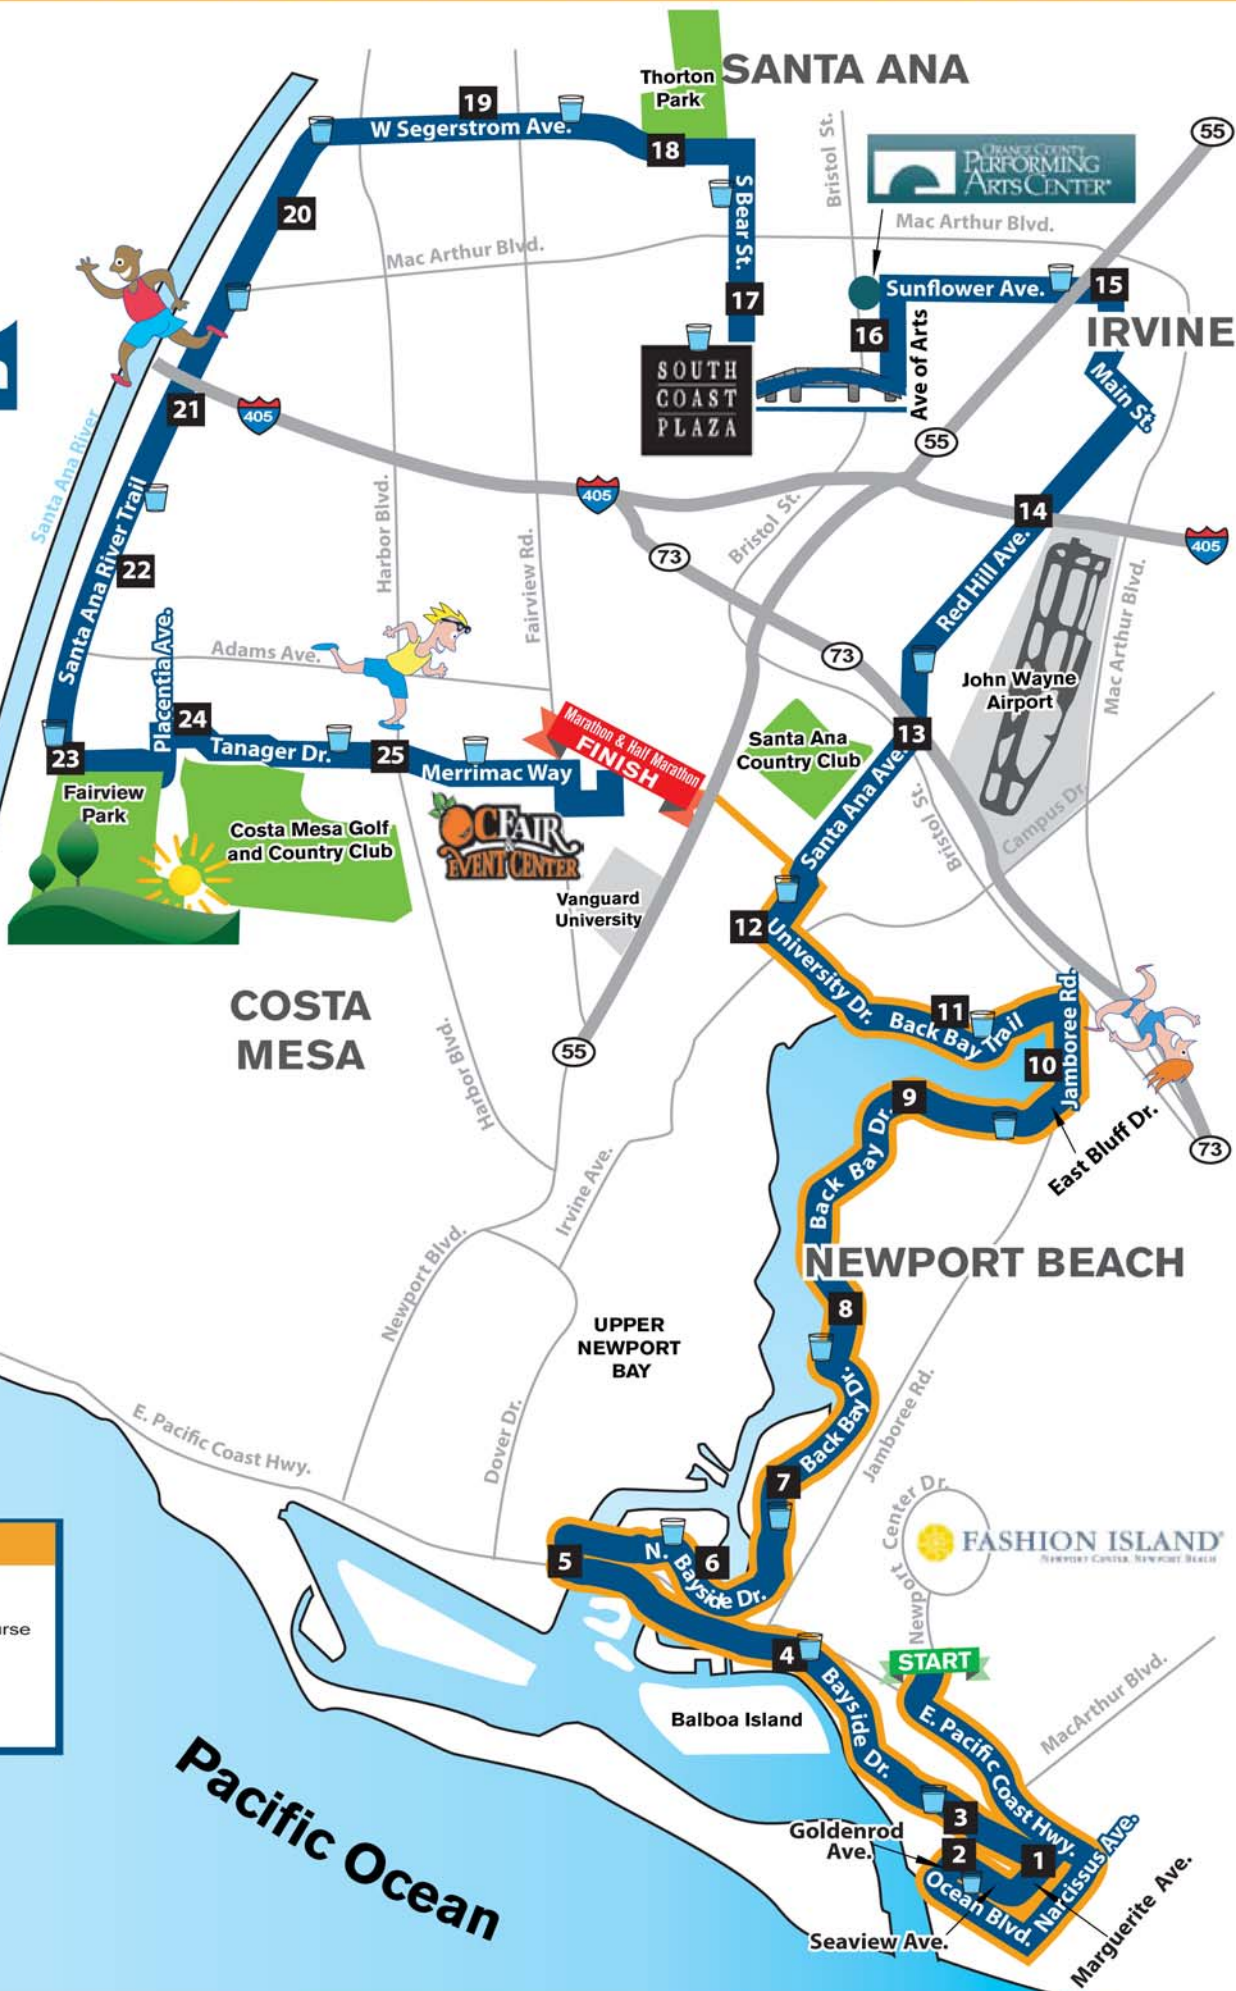 SANTA ANA
Thorton
Park
19
W Segerstrom Ave.
18
S Bear St.
17
20
Mac Arthur Blvd.
Bristol St.
ORANGE COUNTY
PERFORMING
ARTS CENTER
55
Mac Arthur Blvd.
Sunflower Ave.
15
16
Ave of Arts
IRVINE
Main St.
SOUTH
COAST
PLAZA
21
405
55
405
Santa Ana River
Santa Ana River Trail
22
Harbor Blvd.
Fairview Rd.
Bristol St.
73
14
Red Hill Ave.
405
Mac Arthur Blvd.
Placentia Ave.
Adams Ave.
73
John Wayne
Airport
24
Tanager Dr.
25
Merrimac Way
23
Marathon & Half Marathon
FINISH
Santa Ana
Country Club
13
Santa Ana Ave.
Bristol St.
Campus Dr.
Fairview
Park
Costa Mesa Golf
and Country Club
OC FAIR
&
EVENT CENTER
Vanguard
University
12
University Dr.
11
Back Bay Trail
Jamboree Rd.
10
COSTA
MESA
Harbor Blvd.
55
9
East Bluff Dr.
73
Back Bay Dr.
Irvine Ave.
Newport Blvd.
NEWPORT BEACH
8
UPPER
NEWPORT
BAY
Back Bay Dr.
Jamboree Rd.
E. Pacific Coast Hwy.
Dover Dr.
7
Newport Center Dr.
FASHION ISLAND
NEWPORT CENTER, NEWPORT BEACH
5
N. Bayside Dr.
6
urse
4
START
Bayside Dr.
E. Pacific Coast Hwy.
MacArthur Blvd.
Balboa Island
Pacific Ocean
3
Goldenrod
Ave.
2
1
Narcissus Ave.
Ocean Blvd.
Seaview Ave.
Marguerite Ave.